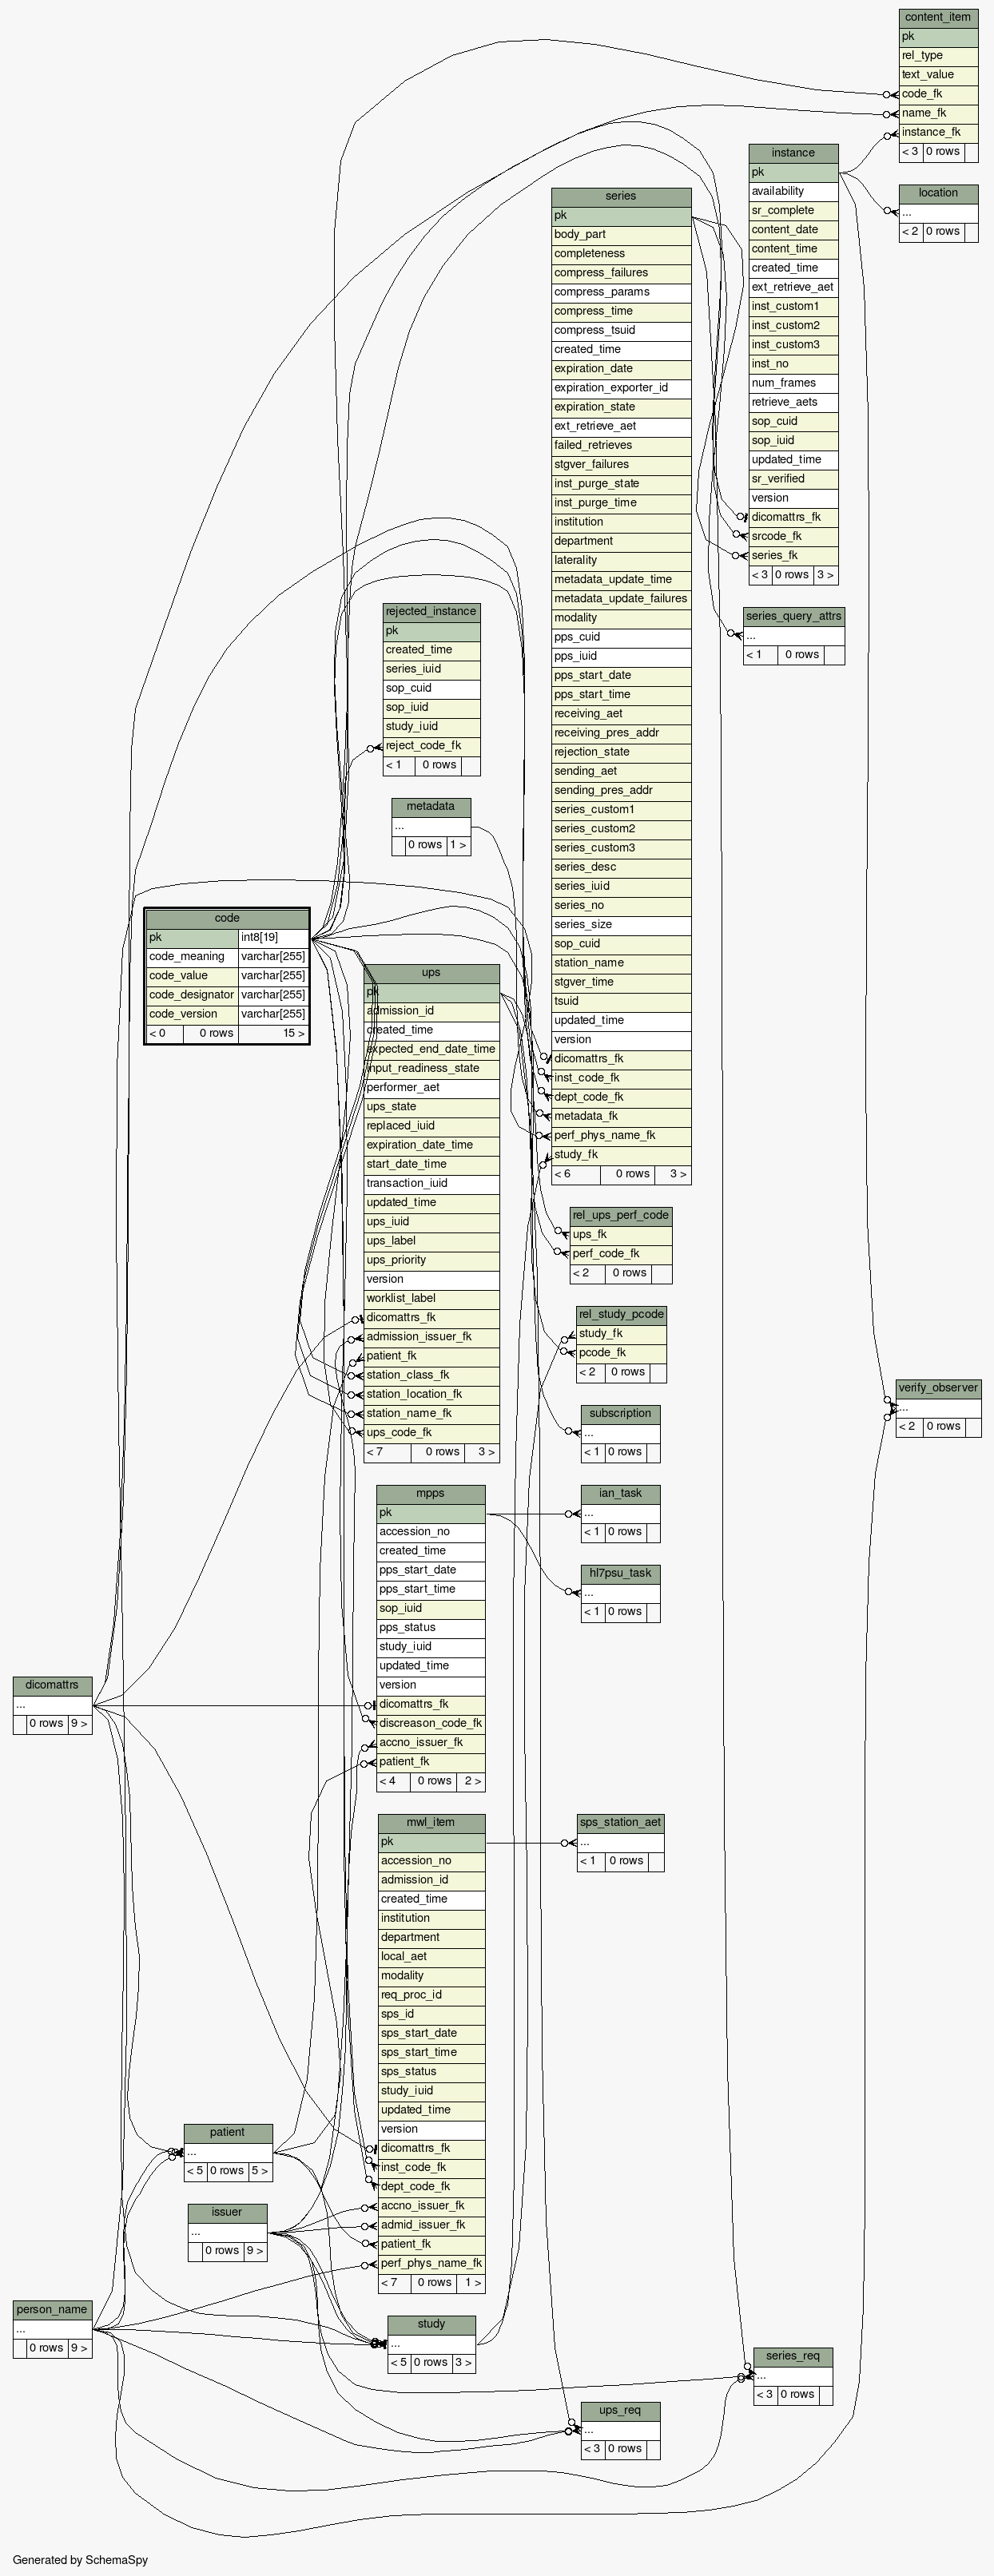 content_item
pk
rel_type
text_value
code_fk
name_fk
instance_fk
< 3 0 rows
instance
pk
availability
sr_complete
content_date
content_time
created_time
ext_retrieve_aet
inst_custom1
inst_custom2
inst_custom3
inst_no
num_frames
retrieve_aets
sop_cuid
sop_iuid
updated_time
sr_verified
version
dicomattrs_fk
srcode_fk
series_fk
< 3 0 rows 3 >
location
...
< 2 0 rows
series
pk
body_part
completeness
compress_failures
compress_params
compress_time
compress_tsuid
created_time
expiration_date
expiration_exporter_id
expiration_state
ext_retrieve_aet
failed_retrieves
stgver_failures
inst_purge_state
inst_purge_time
institution
department
laterality
metadata_update_time
metadata_update_failures
modality
pps_cuid
pps_iuid
pps_start_date
pps_start_time
receiving_aet
receiving_pres_addr
rejection_state
sending_aet
sending_pres_addr
series_custom1
series_custom2
series_custom3
series_desc
series_iuid
series_no
series_size
sop_cuid
station_name
stgver_time
tsuid
updated_time
version
dicomattrs_fk
inst_code_fk
dept_code_fk
metadata_fk
perf_phys_name_fk
study_fk
< 6 0 rows 3 >
series_query_attrs
...
< 1 0 rows
rejected_instance
pk
created_time
series_iuid
sop_cuid
sop_iuid
study_iuid
reject_code_fk
< 1 0 rows
metadata
...
0 rows 1 >
code
pk int8[19]
code_meaning varchar[255]
code_value varchar[255]
code_designator varchar[255]
code_version varchar[255]
< 0 0 rows 15 >
ups
pk
admission_id
created_time
expected_end_date_time
input_readiness_state
performer_aet
ups_state
replaced_iuid
expiration_date_time
start_date_time
transaction_iuid
updated_time
ups_iuid
ups_label
ups_priority
version
worklist_label
dicomattrs_fk
admission_issuer_fk
patient_fk
station_class_fk
station_location_fk
station_name_fk
ups_code_fk
< 7 0 rows 3 >
rel_ups_perf_code
ups_fk
perf_code_fk
< 2 0 rows
rel_study_pcode
study_fk
pcode_fk
< 2 0 rows
verify_observer
...
< 2 0 rows
subscription
...
< 1 0 rows
mpps
pk
accession_no
created_time
pps_start_date
pps_start_time
sop_iuid
pps_status
study_iuid
updated_time
version
dicomattrs_fk
discreason_code_fk
accno_issuer_fk
patient_fk
< 4 0 rows 2 >
ian_task
...
< 1 0 rows
hl7psu_task
...
< 1 0 rows
dicomattrs
...
0 rows 9 >
mwl_item
pk
accession_no
admission_id
created_time
institution
department
local_aet
modality
req_proc_id
sps_id
sps_start_date
sps_start_time
sps_status
study_iuid
updated_time
version
dicomattrs_fk
inst_code_fk
dept_code_fk
accno_issuer_fk
admid_issuer_fk
patient_fk
perf_phys_name_fk
< 7 0 rows 1 >
sps_station_aet
...
< 1 0 rows
patient
...
< 5 0 rows 5 >
issuer
...
0 rows 9 >
person_name
...
0 rows 9 >
study
...
< 5 0 rows 3 >
series_req
...
< 3 0 rows
ups_req
...
< 3 0 rows
Generated by SchemaSpy